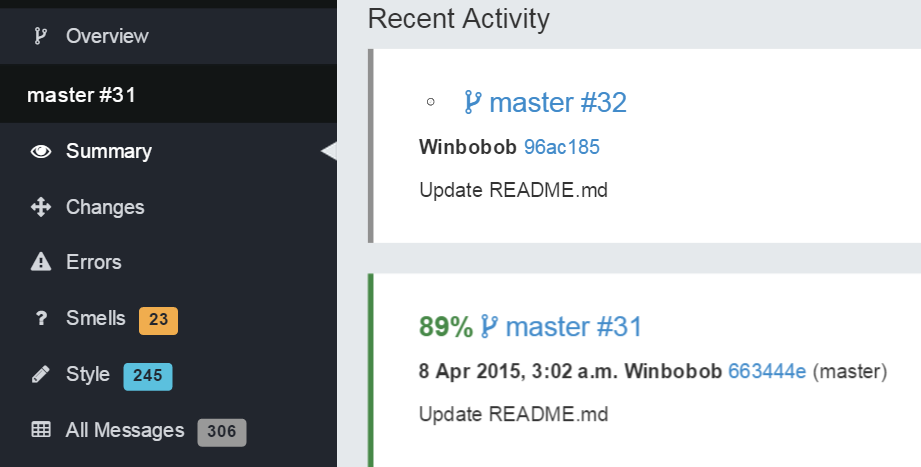 Overview
master #31
Summary
Changes
Errors
Smells 23
Style 245
All Messages 306
Recent Activity
master #32
Winbobob 96ac185
Update README.md
89% master #31
8 Apr 2015, 3:02 a.m. Winbobob 663444e (master)
Update README.md